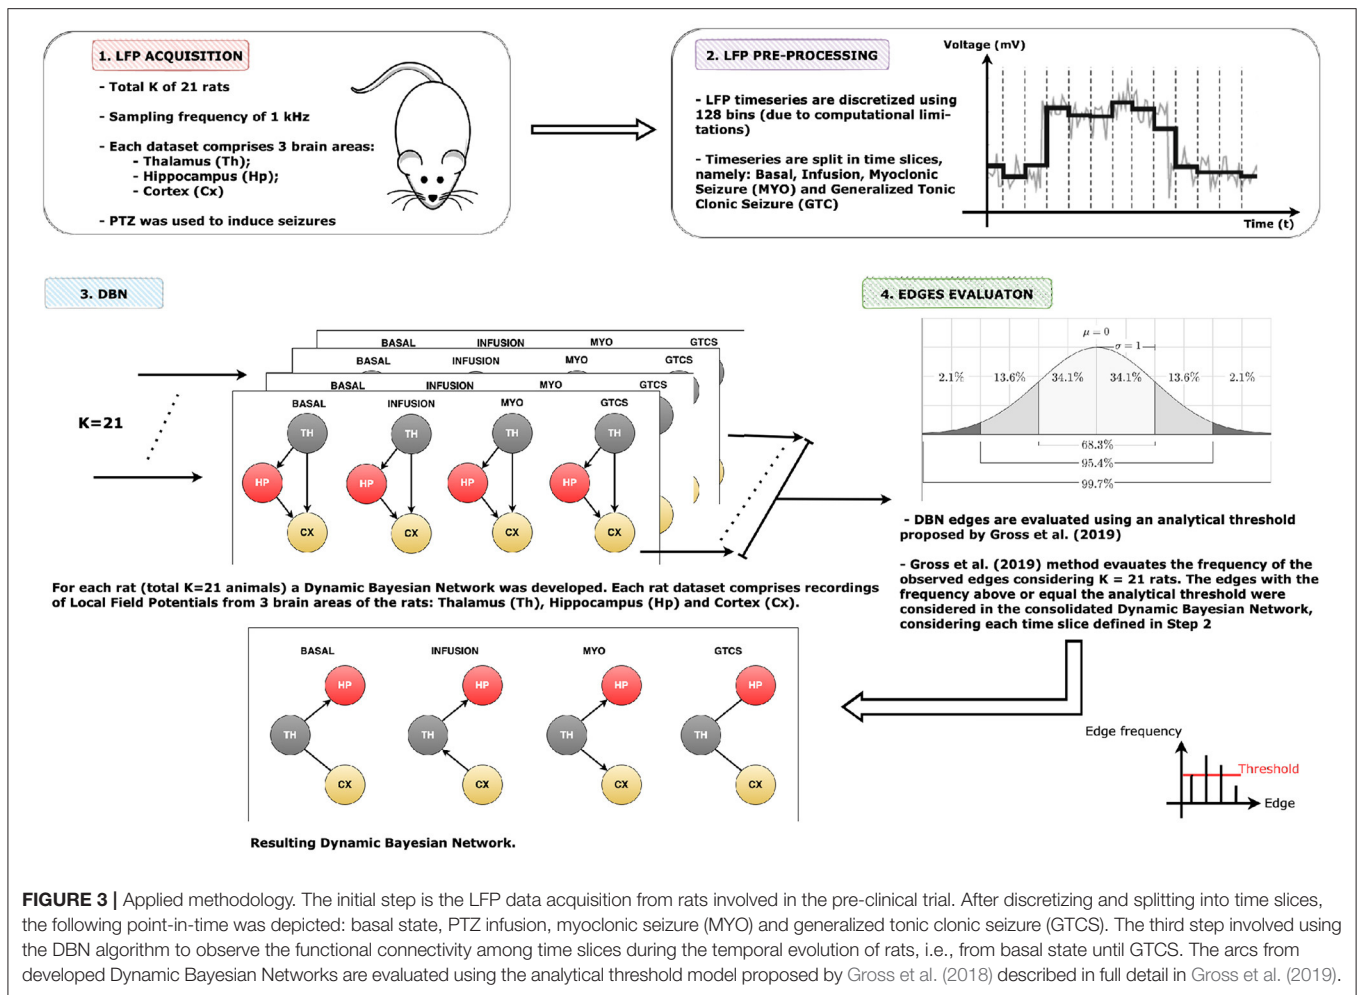 1. LFP ACQUISITION
- Total K of 21 rats
- Sampling frequency of 1 kHz
- Each dataset comprises 3 brain areas:
- Thalamus (Th);
- Hippocampus (Hp);
- Cortex (Cx)
- PTZ was used to induce seizures
2. LFP PRE-PROCESSING
- LFP timeseries are discretized using
128 bins (due to computational limi-
tations)
- Timeseries are split in time slices,
namely: Basal, Infusion, Myoclonic
Seizure (MYO) and Generalized Tonic
Clonic Seizure (GTC)
Voltage (mV)
Time (t)
3. DBN
K=21
BASAL INFUSION MYO GTCS
BASAL INFUSION MYO GTCS
BASAL INFUSION MYO GTCS
BASAL INFUSION MYO GTCS
TH TH TH TH
HP HP HP HP
CX CX CX CX
For each rat (total K=21 animals) a Dynamic Bayesian Network was developed. Each rat dataset comprises recordings
of Local Field Potentials from 3 brain areas of the rats: Thalamus (Th), Hippocampus (Hp) and Cortex (Cx).
4. EDGES EVALUATON
μ = 0
σ = 1
2.1% 13.6% 34.1% 34.1% 13.6% 2.1%
68.3%
95.4%
99.7%
- DBN edges are evaluated using an analytical threshold
proposed by Gross et al. (2019)
- Gross et al. (2019) method evauates the frequency of the
observed edges considering K = 21 rats. The edges with the
frequency above or equal the analytical threshold were
considered in the consolidated Dynamic Bayesian Network,
considering each time slice defined in Step 2
BASAL INFUSION MYO GTCS
HP HP HP HP
TH TH TH TH
CX CX CX CX
Resulting Dynamic Bayesian Network.
Edge frequency
Threshold
Edge
FIGURE 3 | Applied methodology. The initial step is the LFP data acquisition from rats involved in the pre-clinical trial. After discretizing and splitting into time slices,
the following point-in-time was depicted: basal state, PTZ infusion, myoclonic seizure (MYO) and generalized tonic clonic seizure (GTCS). The third step involved using
the DBN algorithm to observe the functional connectivity among time slices during the temporal evolution of rats, i.e., from basal state until GTCS. The arcs from
developed Dynamic Bayesian Networks are evaluated using the analytical threshold model proposed by Gross et al. (2018) described in full detail in Gross et al. (2019).